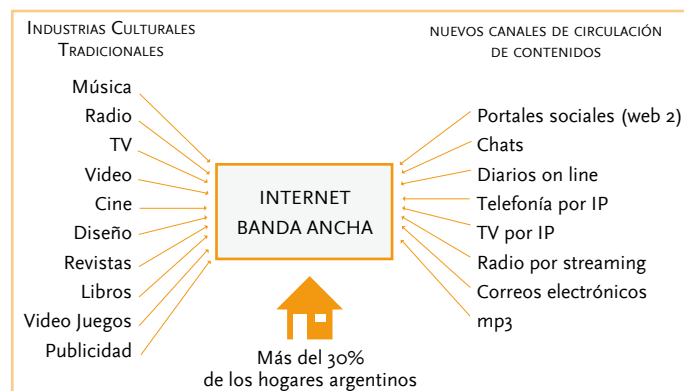 Industrias Culturales
Tradicionales
Música
Radio
TV
Video
Cine
Diseño
Revistas
Libros
Video Juegos
Publicidad
INTERNET
BANDA ANCHA
Más del 30%
de los hogares argentinos
nuevos canales de circulación
de contenidos
Portales sociales (web 2)
Chats
Diarios on line
Telefonía por IP
TV por IP
Radio por streaming
Correos electrónicos
mp3